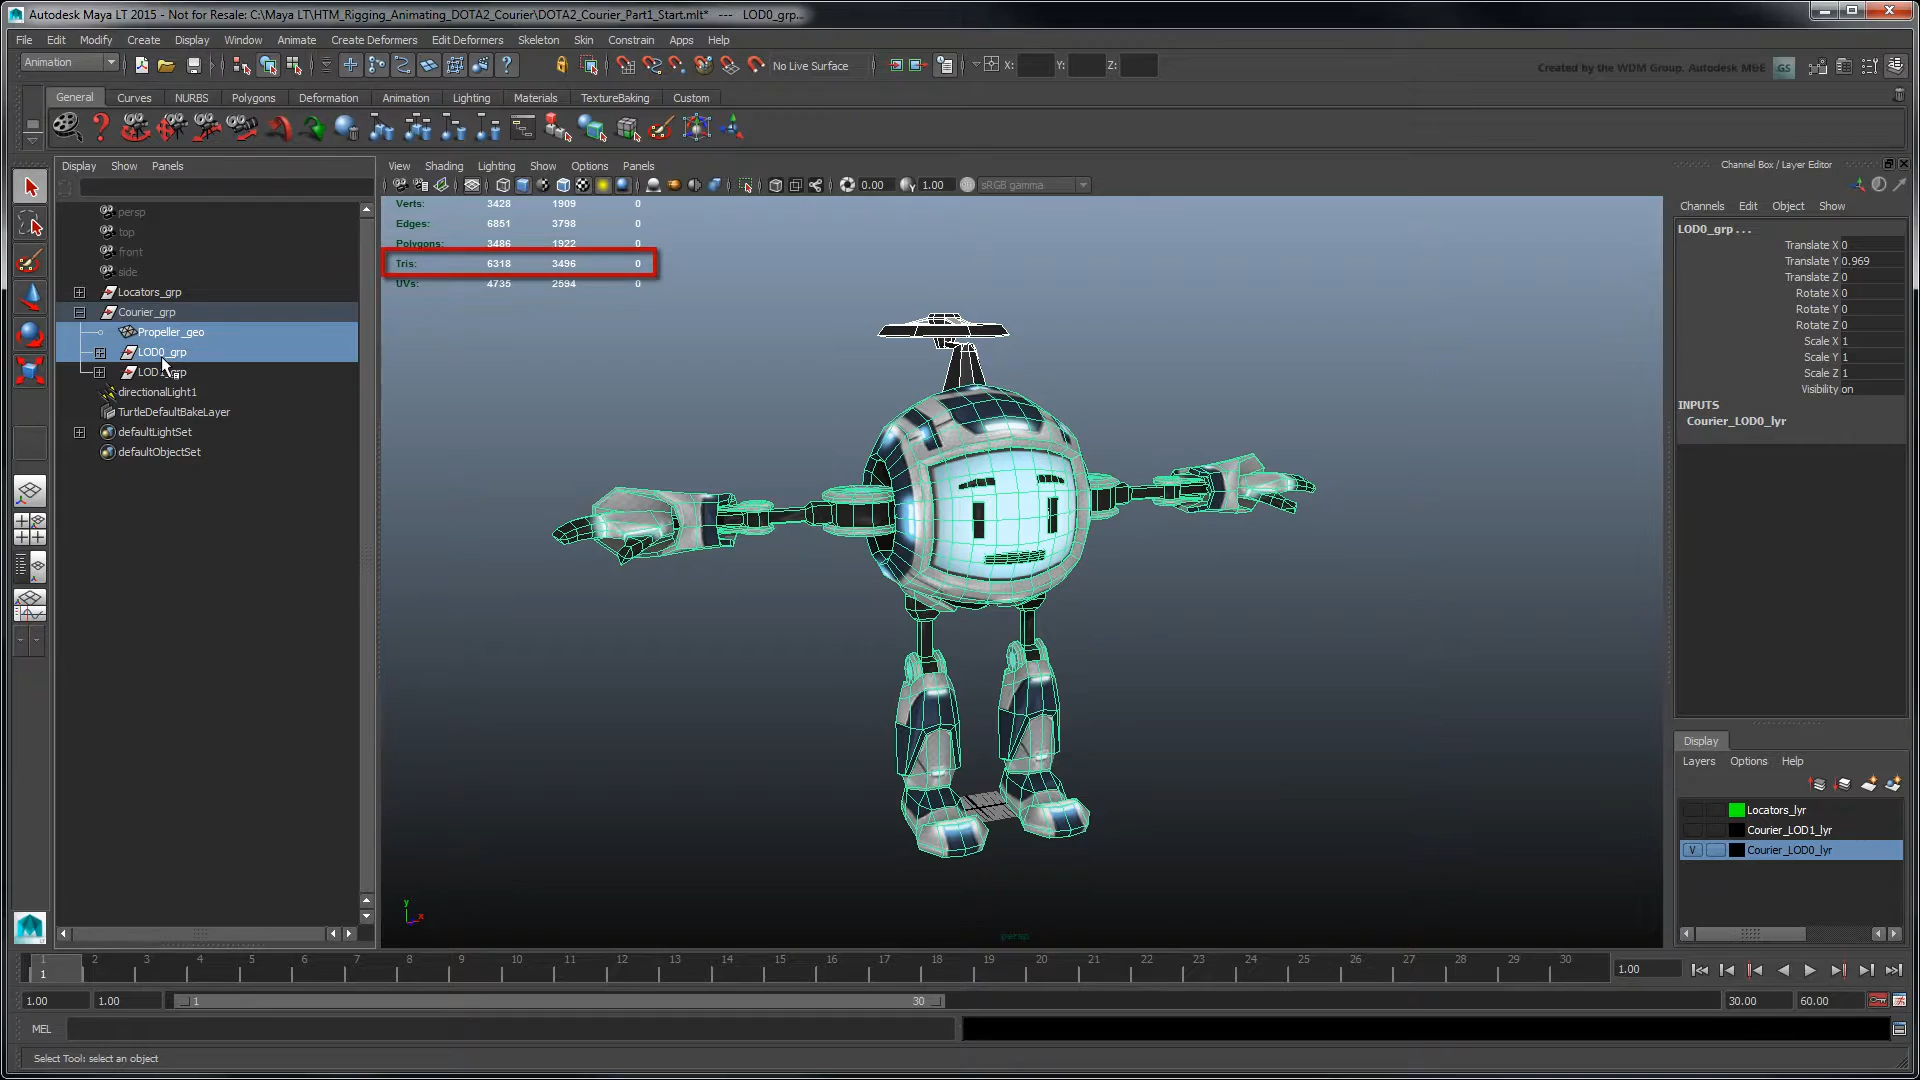 Autodesk Maya LT 2015 - Not for Resale: C:\Maya LT\HTM_Rigging_Animating_DOTA2_Courier\DOTA2_Courier_Part1_Start.mlt* --- LOD0_grp...
File Edit Modify Create Display Window Animate Create Deformers Edit Deformers Skeleton Skin Constrain Apps Help
Animation No Live Surface X: Y: Z: Created by the WDM Group. Autodesk M&E GS
General Curves NURBS Polygons Deformation Animation Lighting Materials TextureBaking Custom
Display Show Panels
View Shading Lighting Show Options Panels
Channel Box / Layer Editor
0.00 1.00 sRGB gamma
Channels Edit Object Show
persp
top
front
side
Locators_grp
Courier_grp
Propeller_geo
LOD0_grp
directionalLight1
TurtleDefaultBakeLayer
defaultLightSet
defaultObjectSet
Verts: 3428 1909 0
Edges: 6851 3798 0
Polygons: 3486 1922 0
Tris: 6318 3496 0
UVs: 4735 2594 0
LOD0_grp . . .
Translate X 0
Translate Y 0.969
Translate Z 0
Rotate X 0
Rotate Y 0
Rotate Z 0
Scale X 1
Scale Y 1
Scale Z 1
Visibility on
INPUTS
Courier_LOD0_lyr
Display
Layers Options Help
Locators_lyr
Courier_LOD1_lyr
V Courier_LOD0_lyr
y
x
persp
1 2 3 4 5 6 7 8 9 10 11 12 13 14 15 16 17 18 19 20 21 22 23 24 25 26 27 28 29 30
1 1.00
1.00 1.00 1 30 30.00 60.00
MEL
Select Tool: select an object